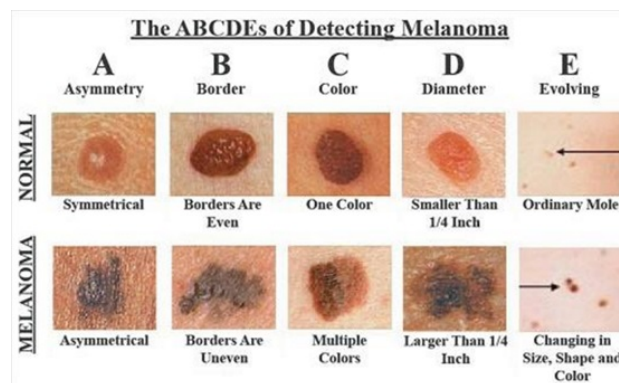 The ABCDEs of Detecting Melanoma
A B C D E
Asymmetry Border Color Diameter Evolving
NORMAL
Symmetrical Borders Are Even One Color Smaller Than 1/4 Inch Ordinary Mole
MELANOMA
Asymmetrical Borders Are Uneven Multiple Colors Larger Than 1/4 Inch Changing in Size, Shape and Color